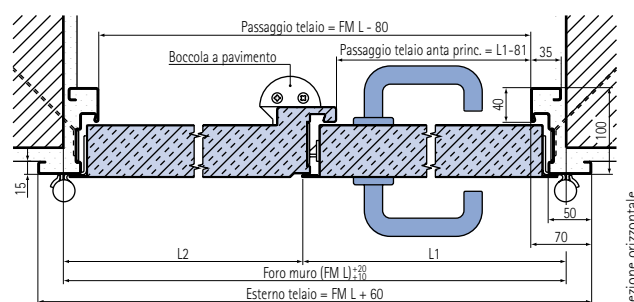 Passaggio telaio = FM L - 80
Boccola a pavimento
Passaggio telaio anta princ. = L1-81
35
40
100
15
50
70
L2
L1
Foro muro (FM L) +20 +10
Esterno telaio = FM L + 60
ezione orizzontale